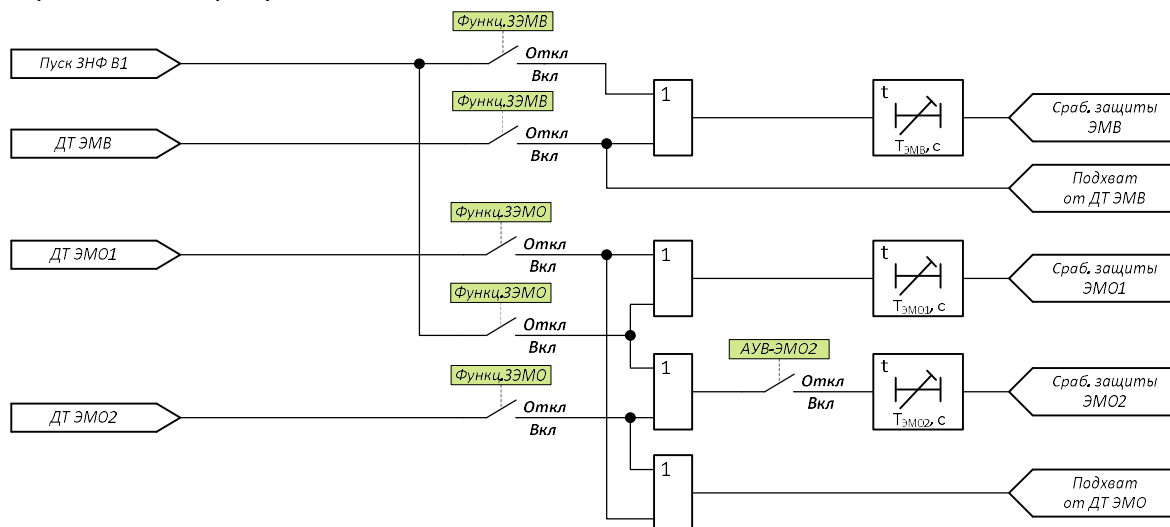 Функц.ЗЭМВ
Пуск ЗНФ В1
Откл
Вкл
1
t
Tэмв, с
Сраб. защиты
ЭМВ
Функц.ЗЭМВ
ДТ ЭМВ
Откл
Вкл
Подхват
от ДТ ЭМВ
Функц.ЗЭМО
ДТ ЭМО1
Откл
Вкл
1
t
Tэмо1, с
Сраб. защиты
ЭМО1
Функц.ЗЭМО
Откл
Вкл
АУВ-ЭМО2
1
Откл
Вкл
t
Tэмо2, с
Сраб. защиты
ЭМО2
Функц.ЗЭМО
ДТ ЭМО2
Откл
Вкл
1
Подхват
от ДТ ЭМО